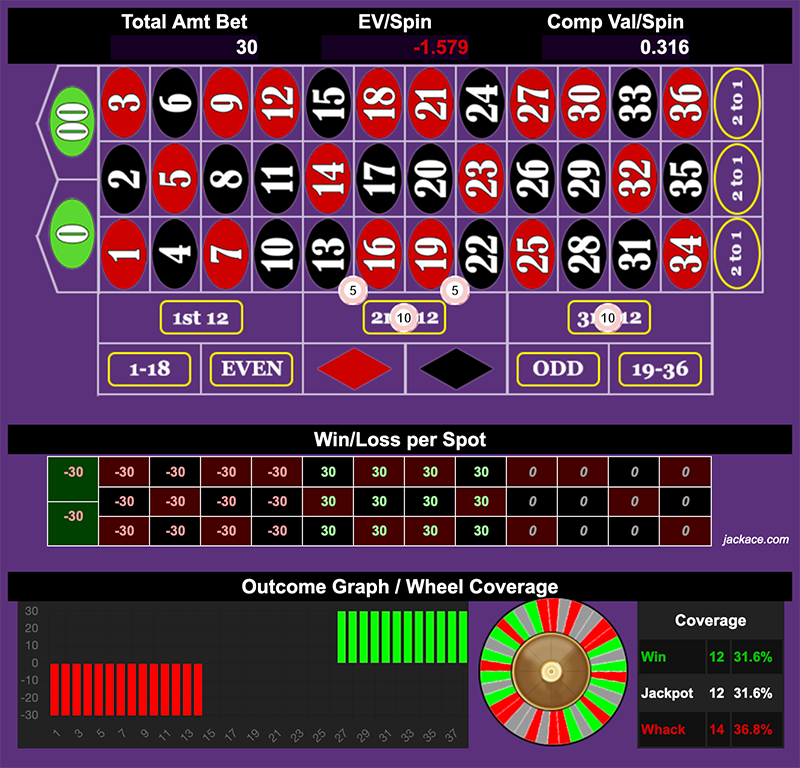 Total Amt Bet EV/Spin Comp Val/Spin
30 -1.579 0.316
00 3 6 9 12 15 18 21 24 27 30 33 36 2 to 1
2 5 8 11 14 17 20 23 26 29 32 35 2 to 1
0 1 4 7 10 13 16 19 22 25 28 31 34 2 to 1
5 5
1st 12 2 10 12 3 10 12
1-18 EVEN ODD 19-36
Win/Loss per Spot
-30 -30 -30 -30 -30 30 30 30 30 0 0 0 0
-30 -30 -30 -30 30 30 30 30 0 0 0 0
-30 -30 -30 -30 -30 30 30 30 30 0 0 0 0
jackace.com
Outcome Graph / Wheel Coverage
30
20
10
0
-10
-20
-30
1 3 5 7 9 11 13 15 17 19 21 23 25 27 29 31 33 35 37
Coverage
Win 12 31.6%
Jackpot 12 31.6%
Whack 14 36.8%